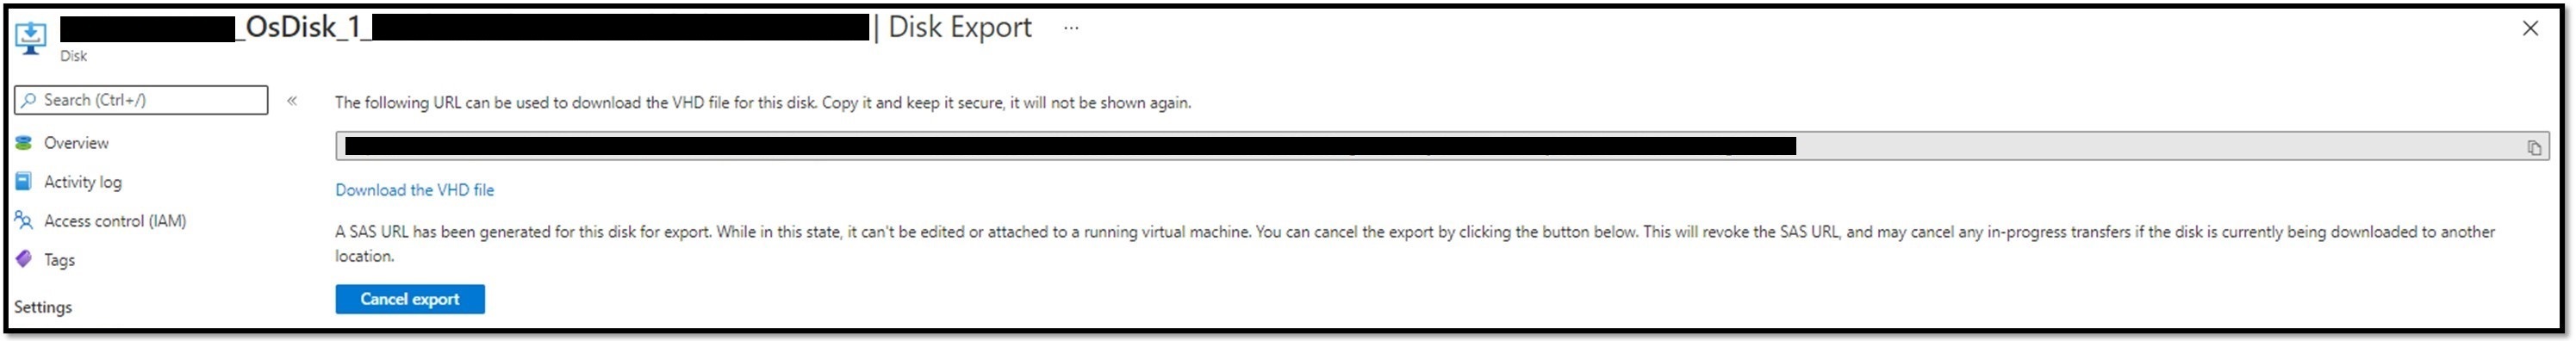 _OsDisk_1_ | Disk Export ...
Disk
Search (Ctrl+/)
«
The following URL can be used to download the VHD file for this disk. Copy it and keep it secure, it will not be shown again.
Overview
Activity log
Download the VHD file
Access control (IAM)
A SAS URL has been generated for this disk for export. While in this state, it can't be edited or attached to a running virtual machine. You can cancel the export by clicking the button below. This will revoke the SAS URL, and may cancel any in-progress transfers if the disk is currently being downloaded to another
location.
Tags
Cancel export
Settings